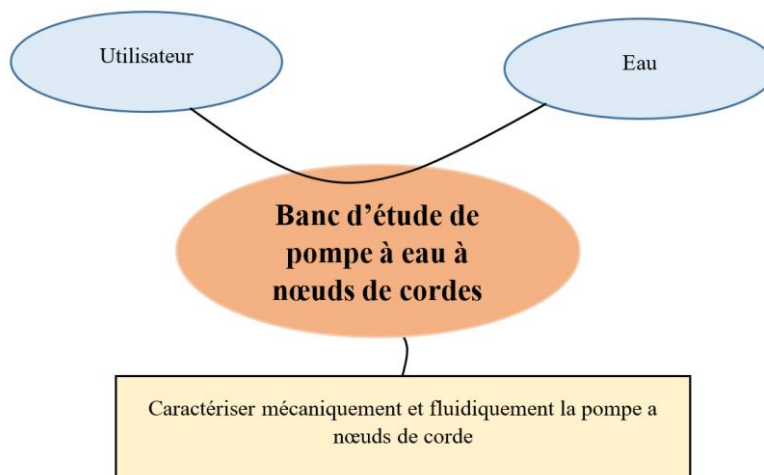 Utilisateur
Eau
Banc d'étude de
pompe à eau à
nœuds de cordes
Caractériser mécaniquement et fluidiquement la pompe a
nœuds de corde